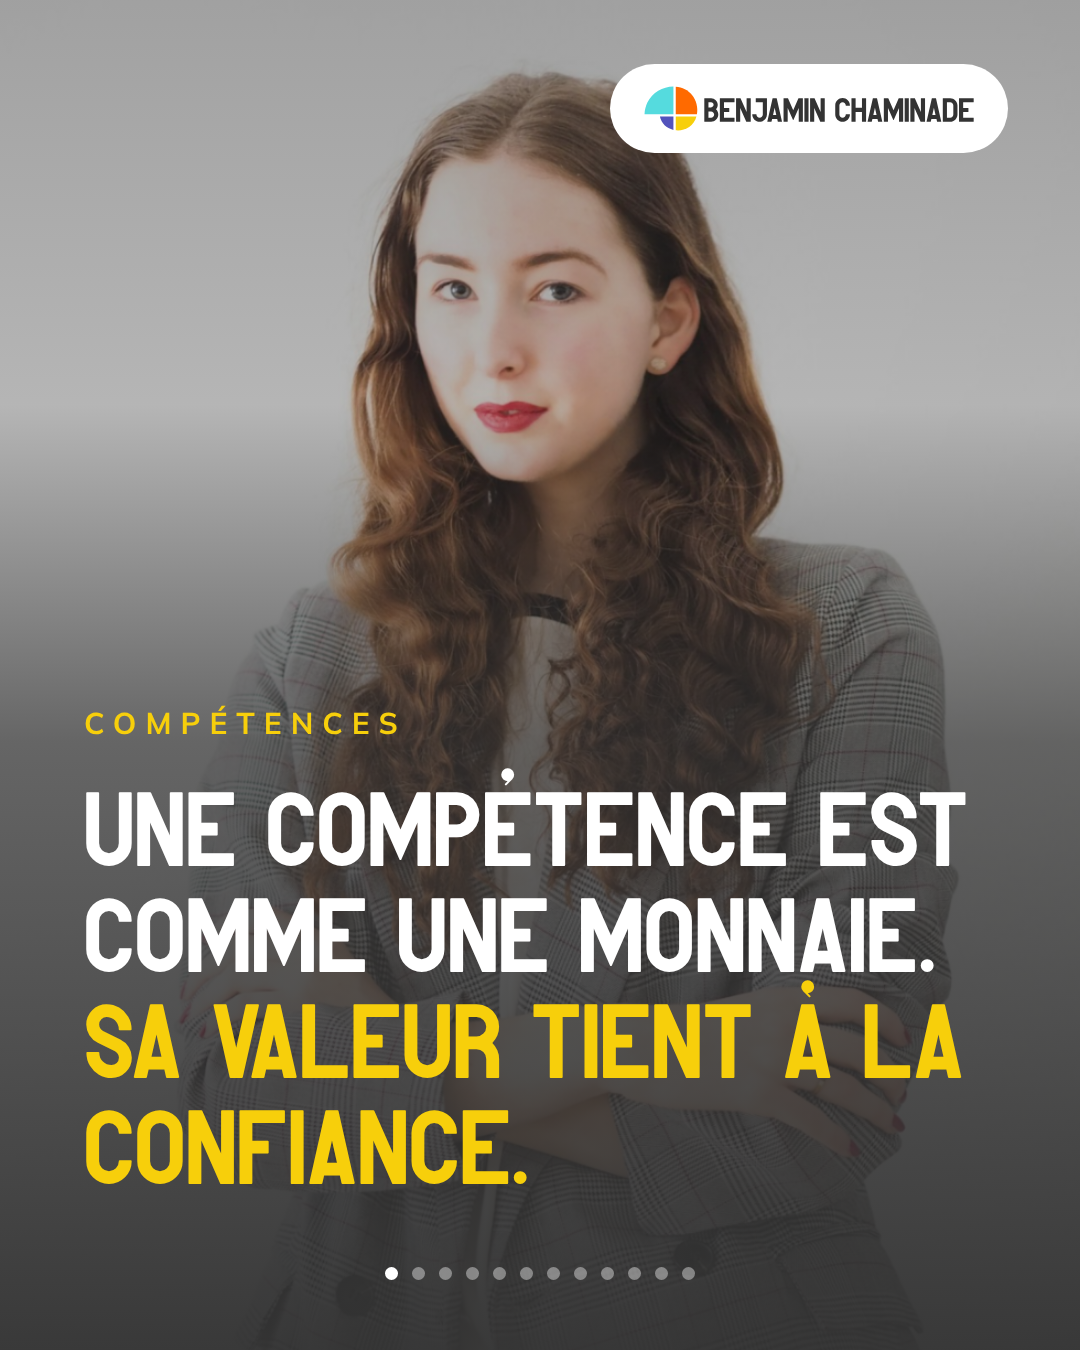 BENJAMIN CHAMINADE
COMPÉTENCES
UNE COMPÉTENCE EST
COMME UNE MONNAIE.
SA VALEUR TIENT À LA
CONFIANCE.